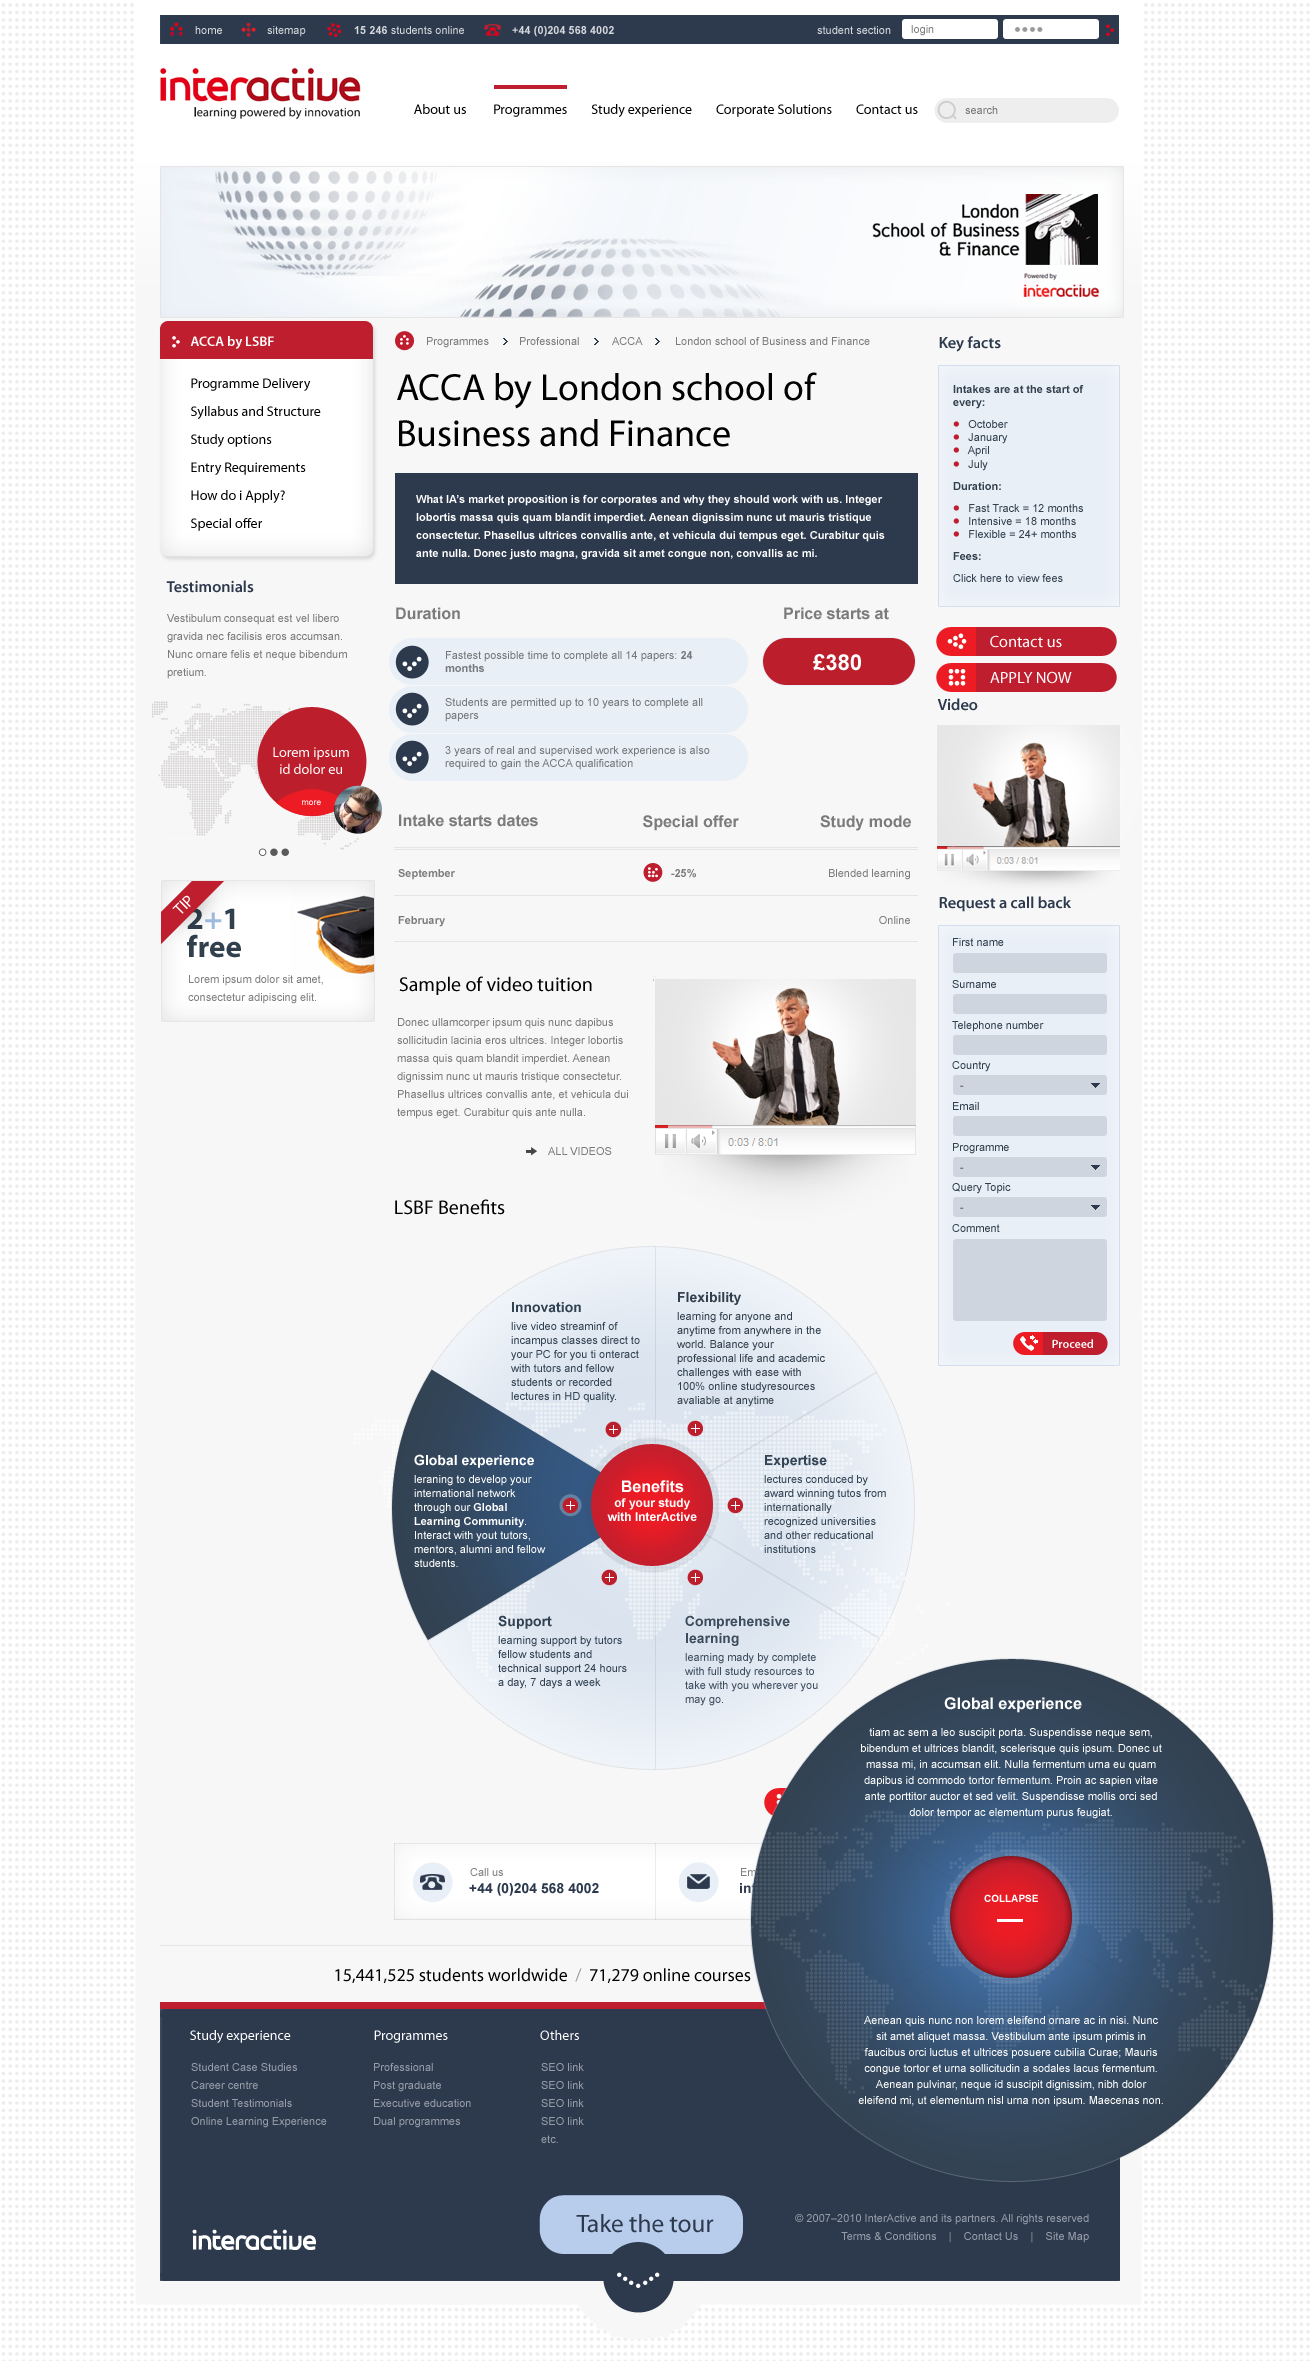 home
sitemap
15 246 students online
+44 (0)204 568 4002
student section
login
interactive
learning powered by innovation
About us
Programmes
Study experience
Corporate Solutions
Contact us
search
London
School of Business
& Finance
Powered by
interactive
ACCA by LSBF
Programme Delivery
Syllabus and Structure
Study options
Entry Requirements
How do i Apply?
Special offer
Testimonials
Vestibulum consequat est vel libero
gravida nec facilisis eros accumsan.
Nunc ornare felis et neque bibendum
pretium.
Lorem ipsum
id dolor eu
more
TIP
2+1
free
Lorem ipsum dolor sit amet,
consectetur adipiscing elit.
Programmes > Professional > ACCA > London school of Business and Finance
ACCA by London school of
Business and Finance
What IA's market proposition is for corporates and why they should work with us. Integer
lobortis massa quis quam blandit imperdiet. Aenean dignissim nunc ut mauris tristique
consectetur. Phasellus ultrices convallis ante, et vehicula dui tempus eget. Curabitur quis
ante nulla. Donec justo magna, gravida sit amet congue non, convallis ac mi.
Duration
Fastest possible time to complete all 14 papers: 24
months
Students are permitted up to 10 years to complete all
papers
3 years of real and supervised work experience is also
required to gain the ACCA qualification
Price starts at
£380
Intake starts dates
Special offer
Study mode
September
-25%
Blended learning
February
Online
Sample of video tuition
Donec ullamcorper ipsum quis nunc dapibus
sollicitudin lacinia eros ultrices. Integer lobortis
massa quis quam blandit imperdiet. Aenean
dignissim nunc ut mauris tristique consectetur.
Phasellus ultrices convallis ante, et vehicula dui
tempus eget. Curabitur quis ante nulla.
ALL VIDEOS
0:03 / 8:01
Key facts
Intakes are at the start of
every:
October
January
April
July
Duration:
Fast Track = 12 months
Intensive = 18 months
Flexible = 24+ months
Fees:
Click here to view fees
Contact us
APPLY NOW
Video
0:03 / 8:01
Request a call back
First name
Surname
Telephone number
Country
-
Email
Programme
-
Query Topic
-
Comment
Proceed
LSBF Benefits
Innovation
live video streaminf of
incampus classes direct to
your PC for you ti onteract
with tutors and fellow
students or recorded
lectures in HD quality.
Flexibility
learning for anyone and
anytime from anywhere in the
world. Balance your
professional life and academic
challenges with ease with
100% online studyresources
avaliable at anytime
Global experience
leraning to develop your
international network
through our Global
Learning Community.
Interact with yout tutors,
mentors, alumni and fellow
students.
Benefits
of your study
with InterActive
Expertise
lectures conduced by
award winning tutos from
internationally
recognized universities
and other reducational
institutions
Support
learning support by tutors
fellow students and
technical support 24 hours
a day, 7 days a week
Comprehensive
learning
learning mady by complete
with full study resources to
take with you wherever you
may go.
Global experience
tiam ac sem a leo suscipit porta. Suspendisse neque sem,
bibendum et ultrices blandit, scelerisque quis ipsum. Donec ut
massa mi, in accumsan elit. Nulla fermentum urna eu quam
dapibus id commodo tortor fermentum. Proin ac sapien vitae
ante porttitor auctor et sed velit. Suspendisse mollis orci sed
dolor tempor ac elementum purus feugiat.
COLLAPSE
Aenean quis nunc non lorem eleifend ornare ac in nisi. Nunc
sit amet aliquet massa. Vestibulum ante ipsum primis in
faucibus orci luctus et ultrices posuere cubilia Curae; Mauris
congue tortor et urna sollicitudin a sodales lacus fermentum.
Aenean pulvinar, neque id suscipit dignissim, nibh dolor
eleifend mi, ut elementum nisl urna non ipsum. Maecenas non.
Call us
+44 (0)204 568 4002
15,441,525 students worldwide / 71,279 online courses
Study experience
Student Case Studies
Career centre
Student Testimonials
Online Learning Experience
Programmes
Professional
Post graduate
Executive education
Dual programmes
Others
SEO link
SEO link
SEO link
SEO link
etc.
interactive
Take the tour
© 2007–2010 InterActive and its partners. All rights reserved
Terms & Conditions | Contact Us | Site Map